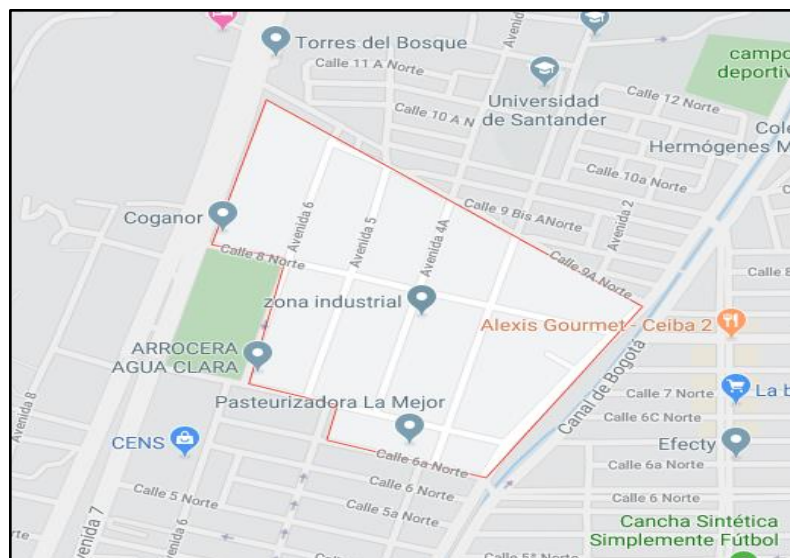 Torres del Bosque
Calle 11 A Norte
Avenida
campo
deportiv
Universidad
de Santander
Calle 12 Norte
Calle 10 A N
Cole
Hermógenes M
Calle 10a Norte
Avenida 6
Avenida 5
Calle 9 Bis ANorte
Avenida 2
Coganor
Avenida 4A
Calle 8 Norte
Calle 9A Norte
Calle 8
zona industrial
Alexis Gourmet - Ceiba 2
ARROCERA
AGUA CLARA
Canal de Bogotá
Avenida 8
Pasteurizadora La Mejor
Calle 7 Norte
La b
Calle 6C Norte
CENS
Efecty
Calle 6a Norte
Calle 6a Norte
Calle 6 Norte
Calle 5 Norte
Calle 6 Norte
Calle 5a Norte
Avenida 7
Avenida 6
Cancha Sintética
Simplemente Fútbol
Calle 5° Norte